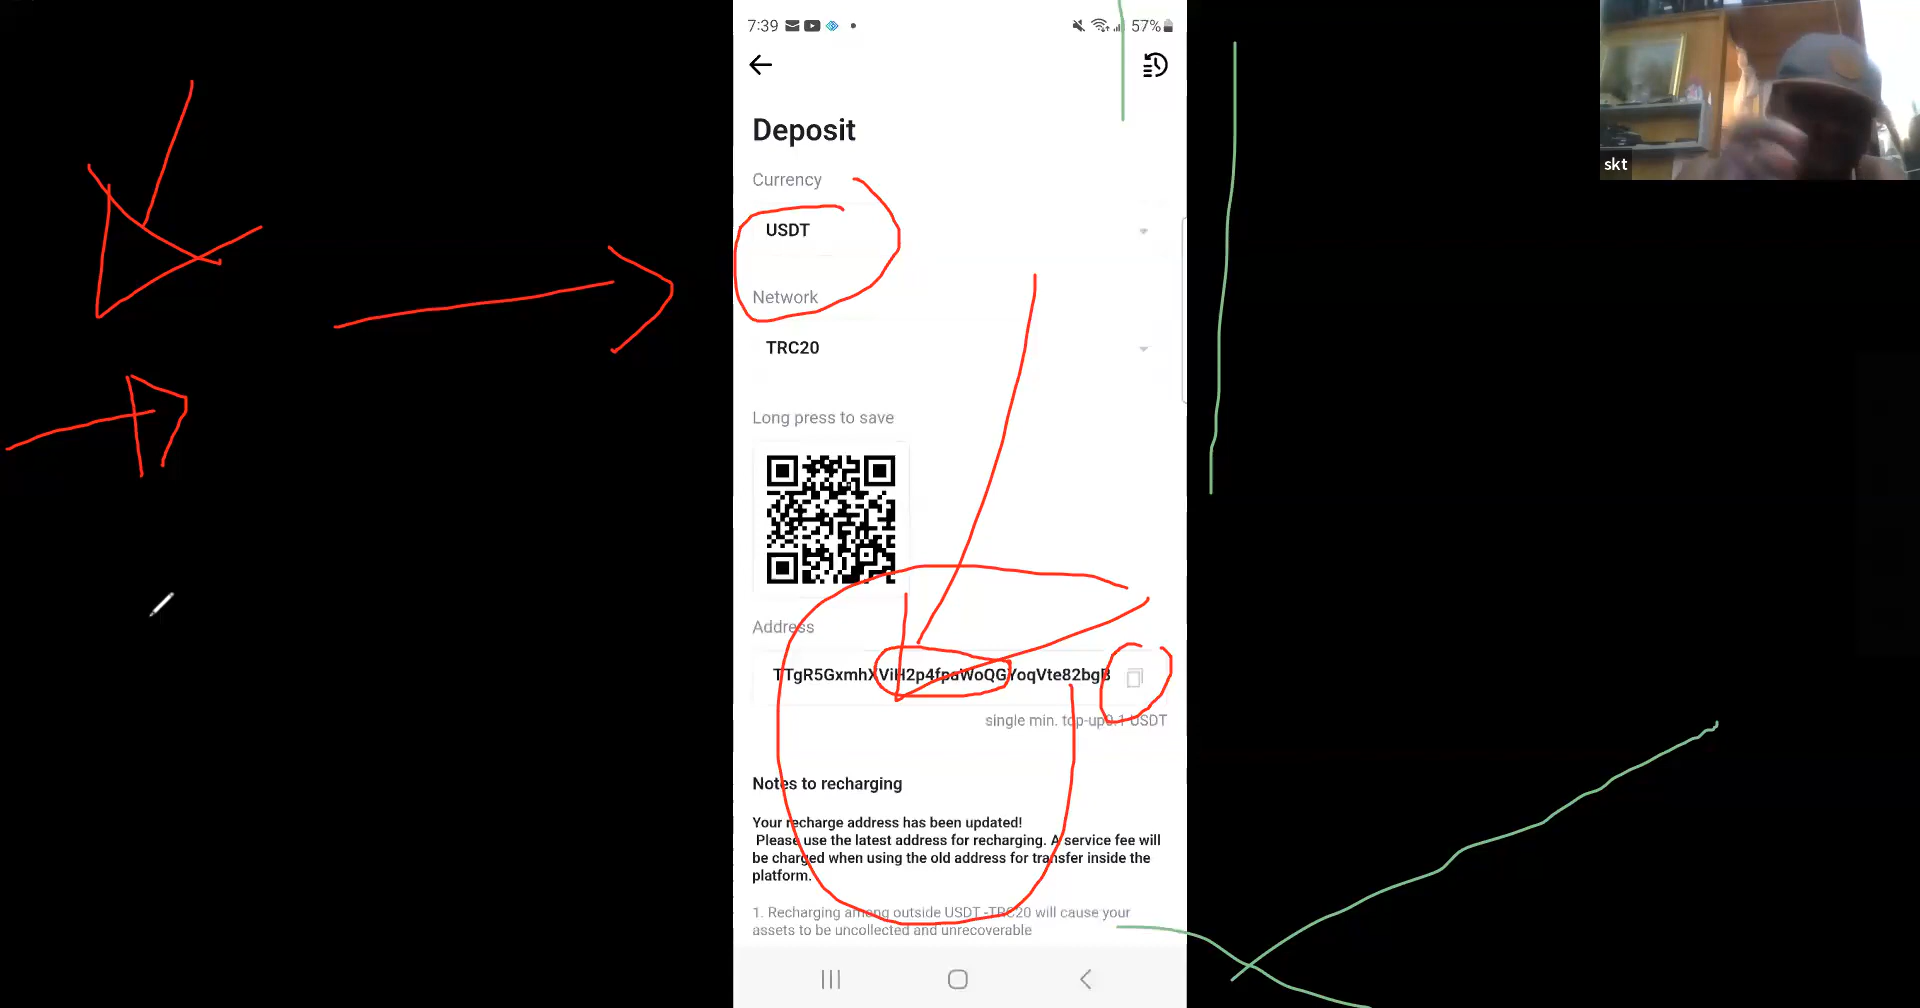 7:39
57%
skt
Deposit
Currency
USDT
Network
TRC20
Long press to save
Address
TTgR5GxmhXViH2p4fpaWoQGYoqVte82bgB
single min. top-up0.1 USDT
Notes to recharging
Your recharge address has been updated!
Please use the latest address for recharging. A service fee will
be charged when using the old address for transfer inside the
platform.
1. Recharging among outside USDT -TRC20 will cause your
assets to be uncollected and unrecoverable